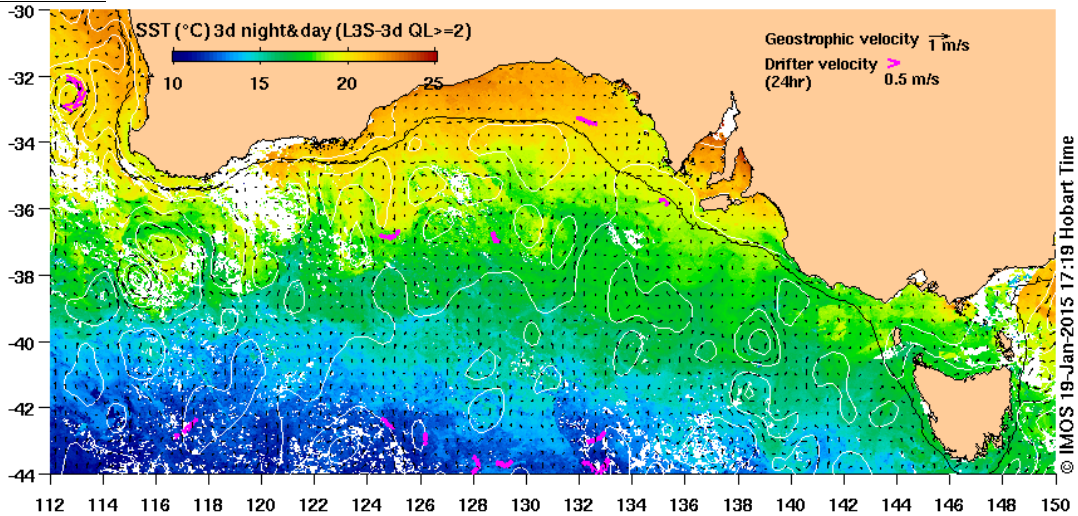 SST (°C) 3d night&day (L3S-3d QL>=2)
10 15 20 25
Geostrophic velocity 1 m/s
Drifter velocity
(24hr) 0.5 m/s
-30
-32
-34
-36
-38
-40
-42
-44
112 114 116 118 120 122 124 126 128 130 132 134 136 138 140 142 144 146 148 150
© IMOS 19-Jan-2015 17:19 Hobart Time